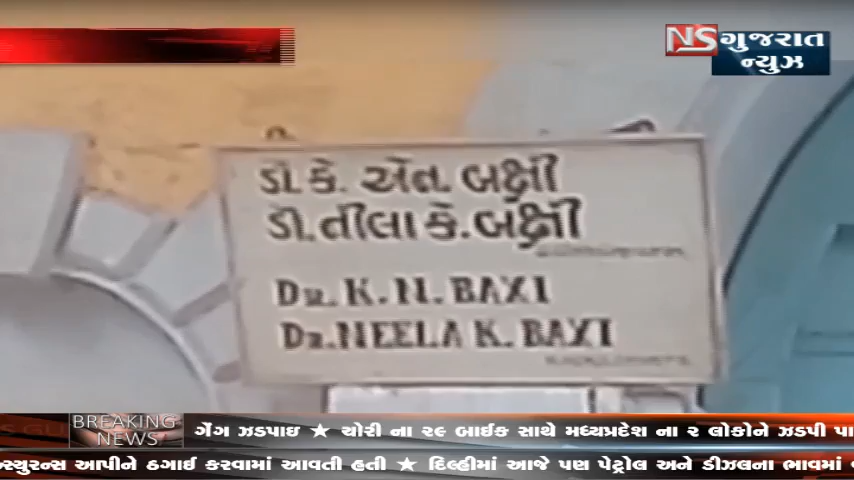 NS ગુજરાત
ન્યુઝ
ડૉ. કે. એન. બક્ષી
ડૉ. નીલા કે. બક્ષી
DR. K. N. BAXI
DR. NEELA K. BAXI
BREAKING
NEWS
ગેંગ ઝડપાઇ ★ ચોરી ના ૨૯ બાઈક સાથે મધ્યપ્રદેશ ના ૨ લોકોને ઝડપી
ન્સ્યુરન્સ આપીને ઠગાઈ કરવામાં આવતી હતી ★ દિલ્હીમાં આજે પણ પેટ્રોલ અને ડીઝલના ભાવમાં